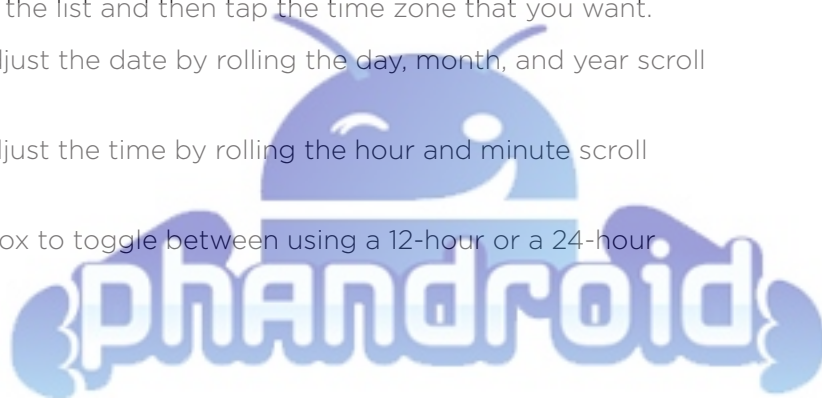 the list and then tap the time zone that you want.
just the date by rolling the day, month, and year scroll
just the time by rolling the hour and minute scroll
ox to toggle between using a 12-hour or a 24-hour
phandroid